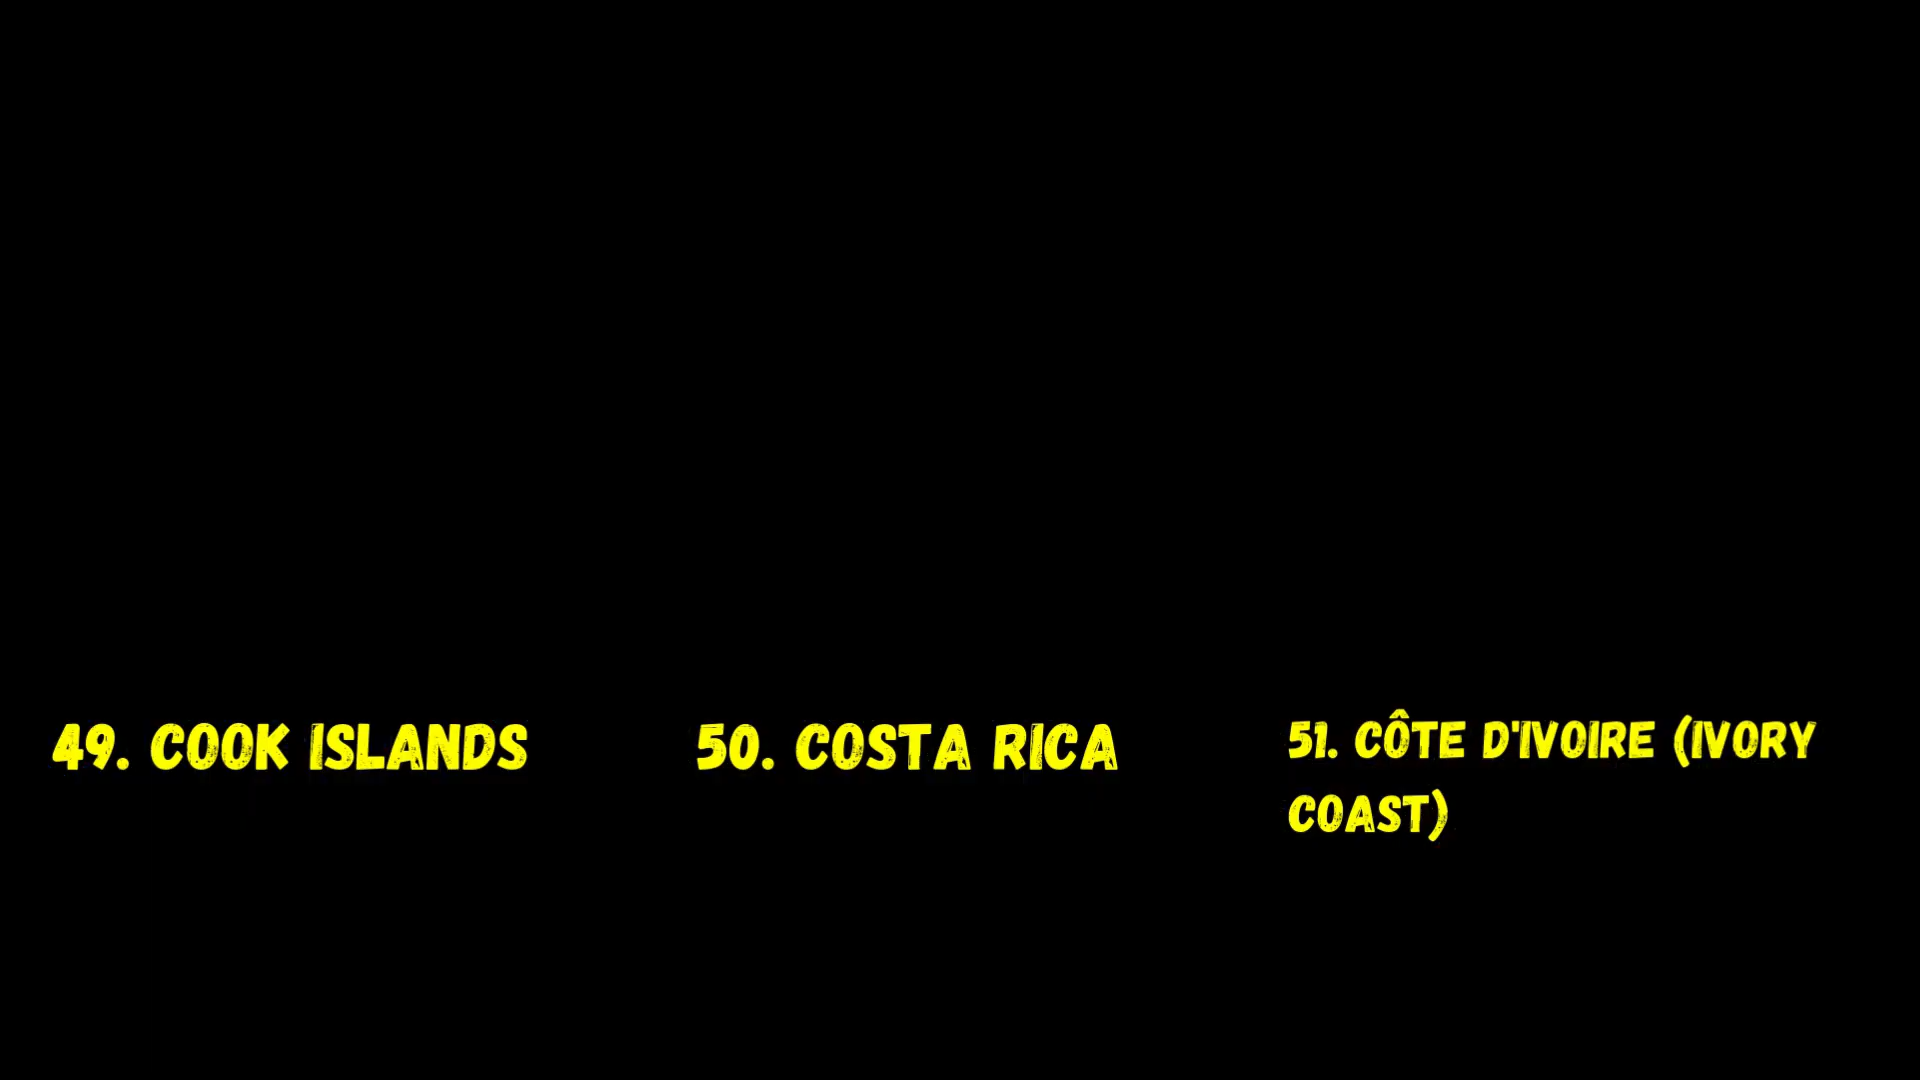 49. COOK ISLANDS
50. COSTA RICA
51. CÔTE D'IVOIRE (IVORY
COAST)